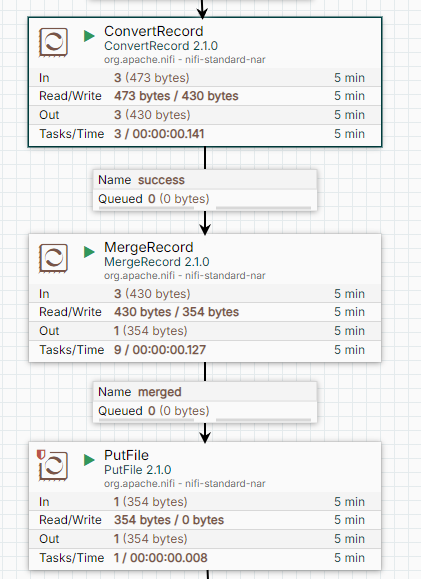 ConvertRecord
ConvertRecord 2.1.0
org.apache.nifi - nifi-standard-nar
In 3 (473 bytes) 5 min
Read/Write 473 bytes / 430 bytes 5 min
Out 3 (430 bytes) 5 min
Tasks/Time 3 / 00:00:00.141 5 min
Name success
Queued 0 (0 bytes)
MergeRecord
MergeRecord 2.1.0
org.apache.nifi - nifi-standard-nar
In 3 (430 bytes) 5 min
Read/Write 430 bytes / 354 bytes 5 min
Out 1 (354 bytes) 5 min
Tasks/Time 9 / 00:00:00.127 5 min
Name merged
Queued 0 (0 bytes)
PutFile
PutFile 2.1.0
org.apache.nifi - nifi-standard-nar
In 1 (354 bytes) 5 min
Read/Write 354 bytes / 0 bytes 5 min
Out 1 (354 bytes) 5 min
Tasks/Time 1 / 00:00:00.008 5 min